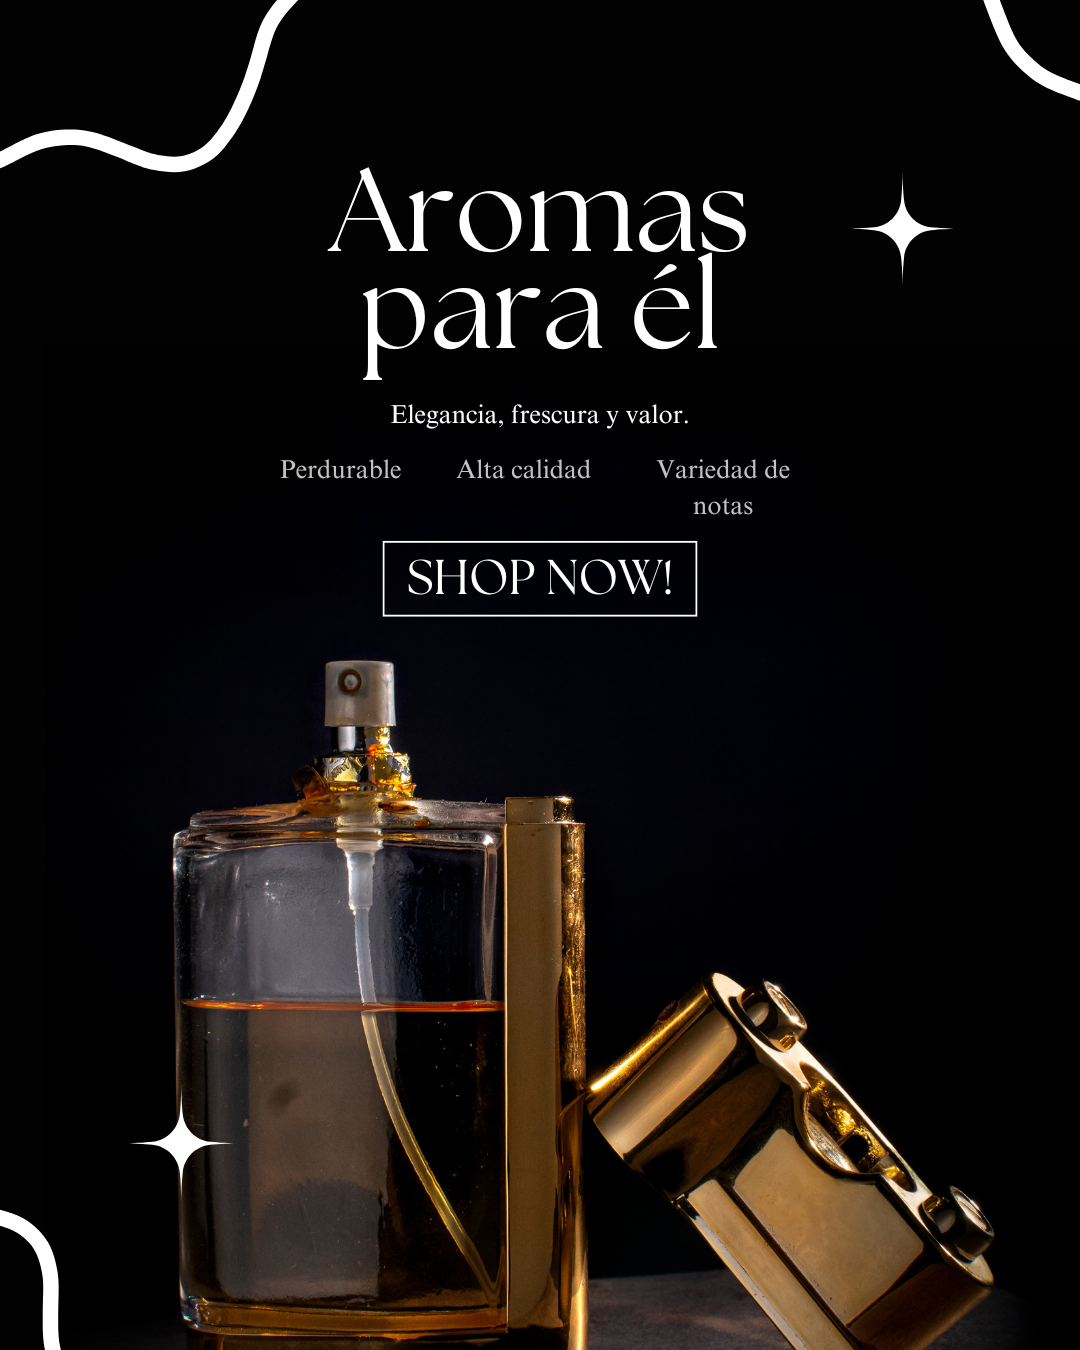 Aromas
para él
Elegancia, frescura y valor.
Perdurable Alta calidad Variedad de
notas
SHOP NOW!